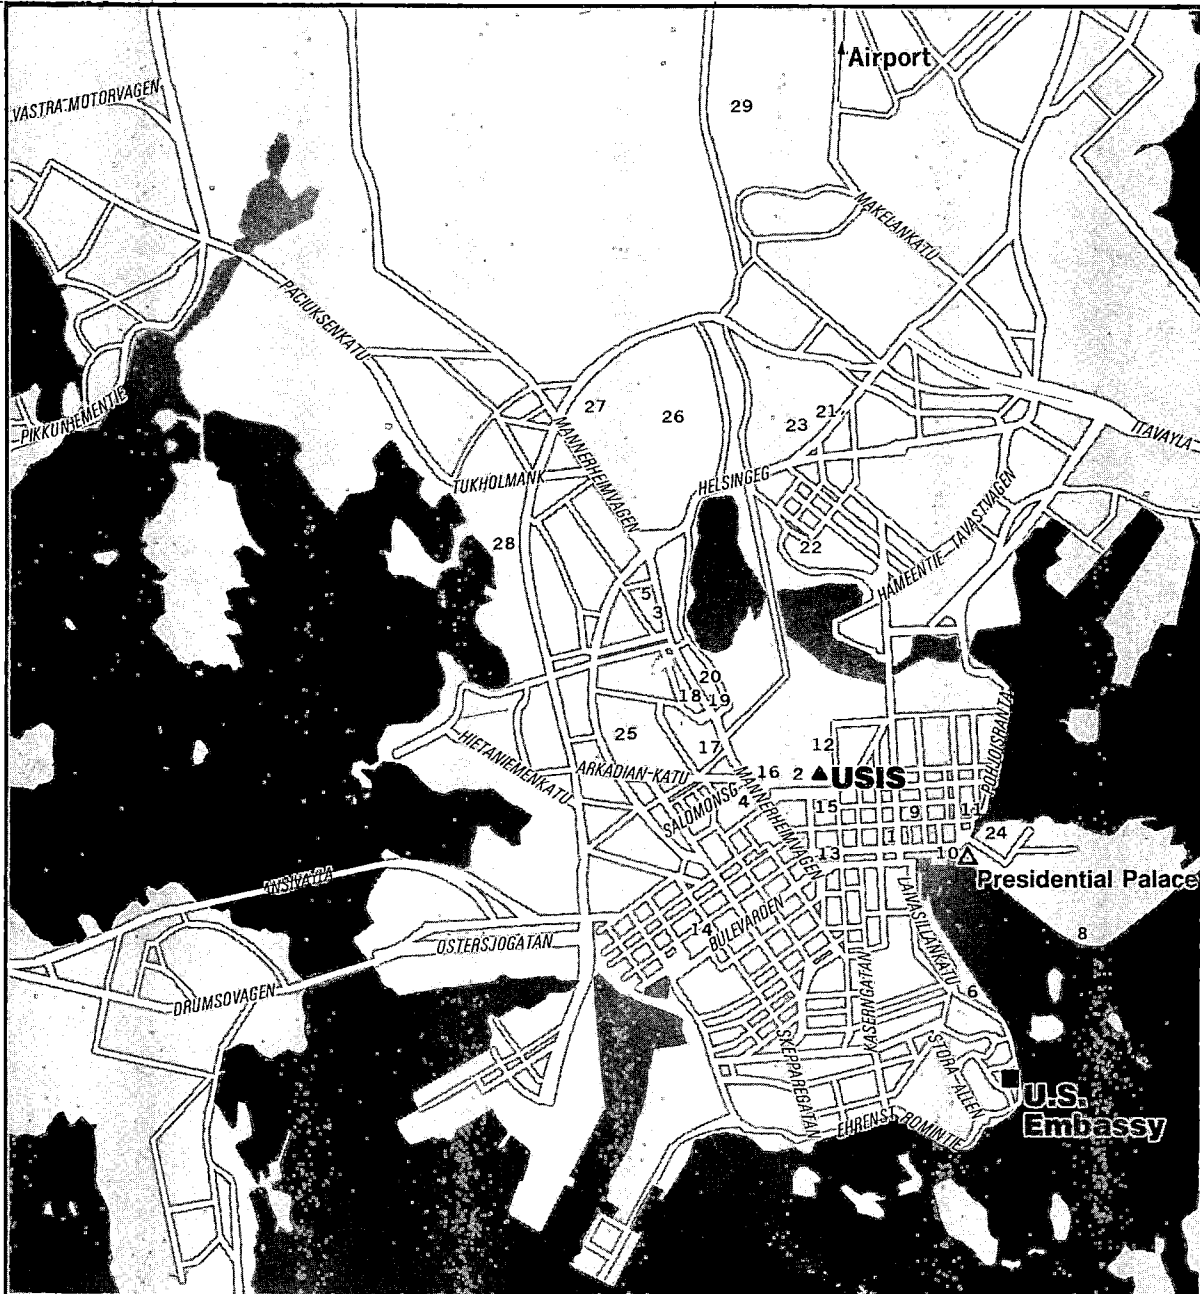 Airport
29
VASTRA MOTORVAGEN
MAKELANKATU
PACIUKSENKATU
PIKKUNIEMENTIE
27
26
21
23
ITAVAYLA
MANNERHEIMVAGEN
TUKHOLMANK
HELSINGEG
HAMEENTIE-TAVASTVAGEN
28
22
5
3
20
18
19
25
17
12
HIETANIEMENKATU
ARKADIAN-KATU
16
2
USIS
POHJOISRANTA
SALOMONSG
4
MANNERHEIMVAGEN
15
9
11
1
24
13
10
Presidential Palace
8
14
BULEVARDEN
OSTERSJOGATAN
DRUMSOVAGEN
KASERNGATAN
6
SKEPPAREGATAN
STORA ALLEN
U.S.
Embassy